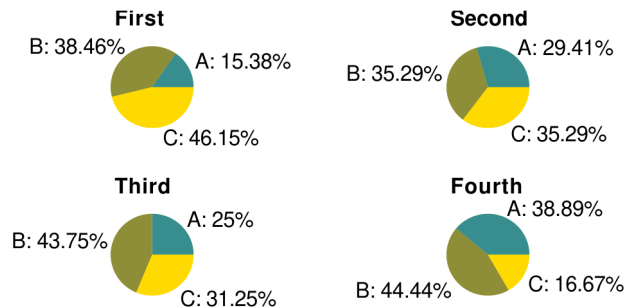 First
B: 38.46%
A: 15.38%
C: 46.15%
Second
A: 29.41%
B: 35.29%
C: 35.29%
Third
A: 25%
B: 43.75%
C: 31.25%
Fourth
A: 38.89%
B: 44.44%
C: 16.67%